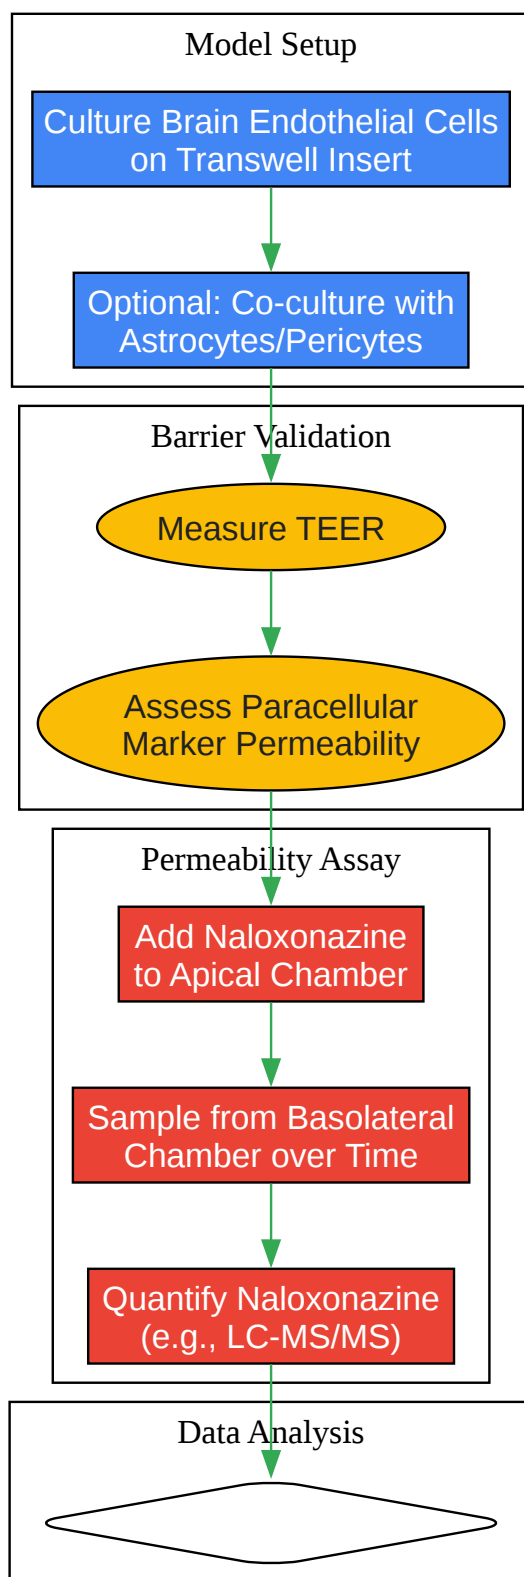 Model Setup
Culture Brain Endothelial Cells
on Transwell Insert
Optional: Co-culture with
Astrocytes/Pericytes
Barrier Validation
Measure TEER
Assess Paracellular
Marker Permeability
Permeability Assay
Add Naloxonazine
to Apical Chamber
Sample from Basolateral
Chamber over Time
Quantify Naloxonazine
(e.g., LC-MS/MS)
Data Analysis